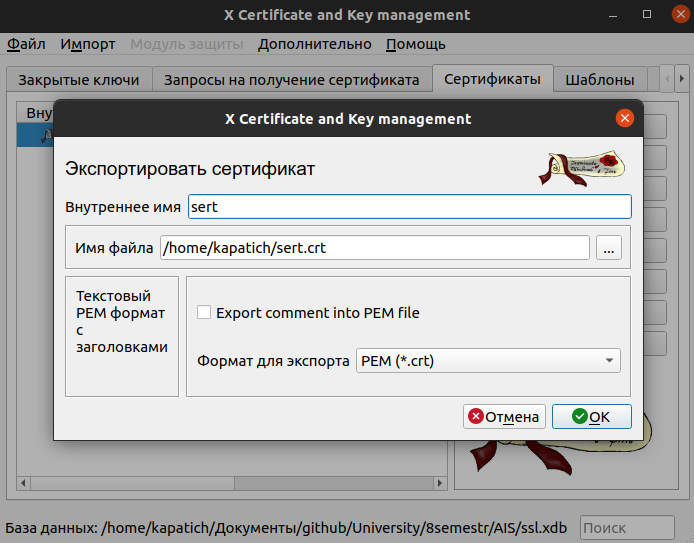 X Certificate and Key management
Файл Импорт Модуль защиты Дополнительно Помощь
Закрытые ключи Запросы на получение сертификата Сертификаты Шаблоны
Вну
X Certificate and Key management
Экспортировать сертификат
Внутреннее имя sert
Имя файла /home/kapatich/sert.crt ...
Текстовый
PEM формат
с
заголовками
Export comment into PEM file
Формат для экспорта PEM (*.crt)
Отмена OK
База данных: /home/kapatich/Документы/github/University/8semestr/AIS/ssl.xdb Поиск